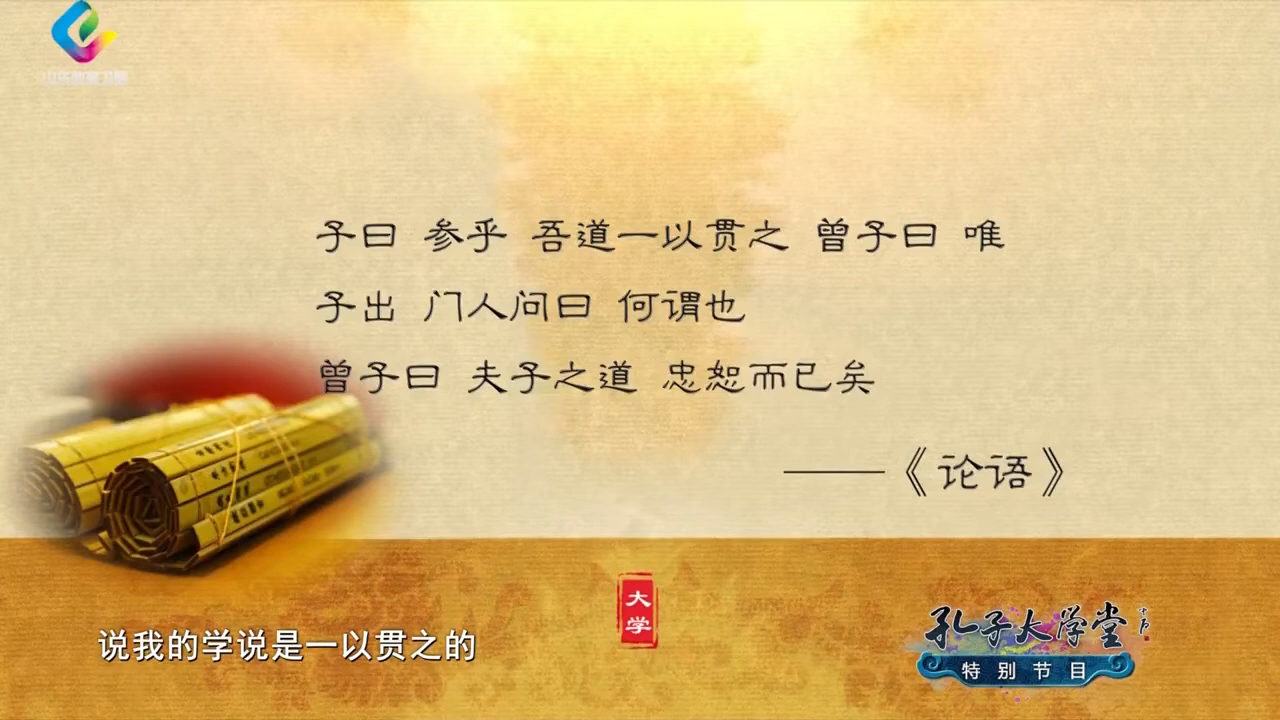 子曰 参乎 吾道一以贯之 曾子曰 唯
子出 门人问曰 何谓也
曾子曰 夫子之道 忠恕而已矣
——《论语》
大学
说我的学说是一以贯之的
孔子大学堂
特别节目